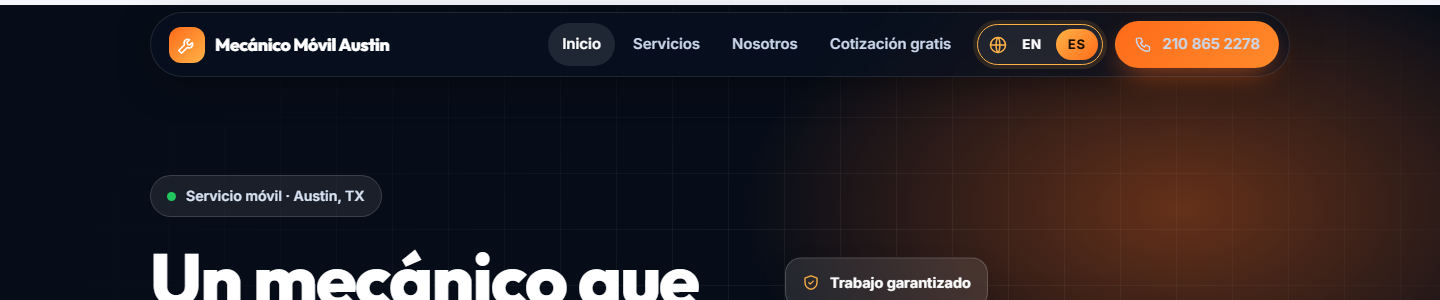 Mecánico Móvil Austin
Inicio
Servicios
Nosotros
Cotización gratis
EN
ES
210 865 2278
Servicio móvil · Austin, TX
Un mecánico que
Trabajo garantizado